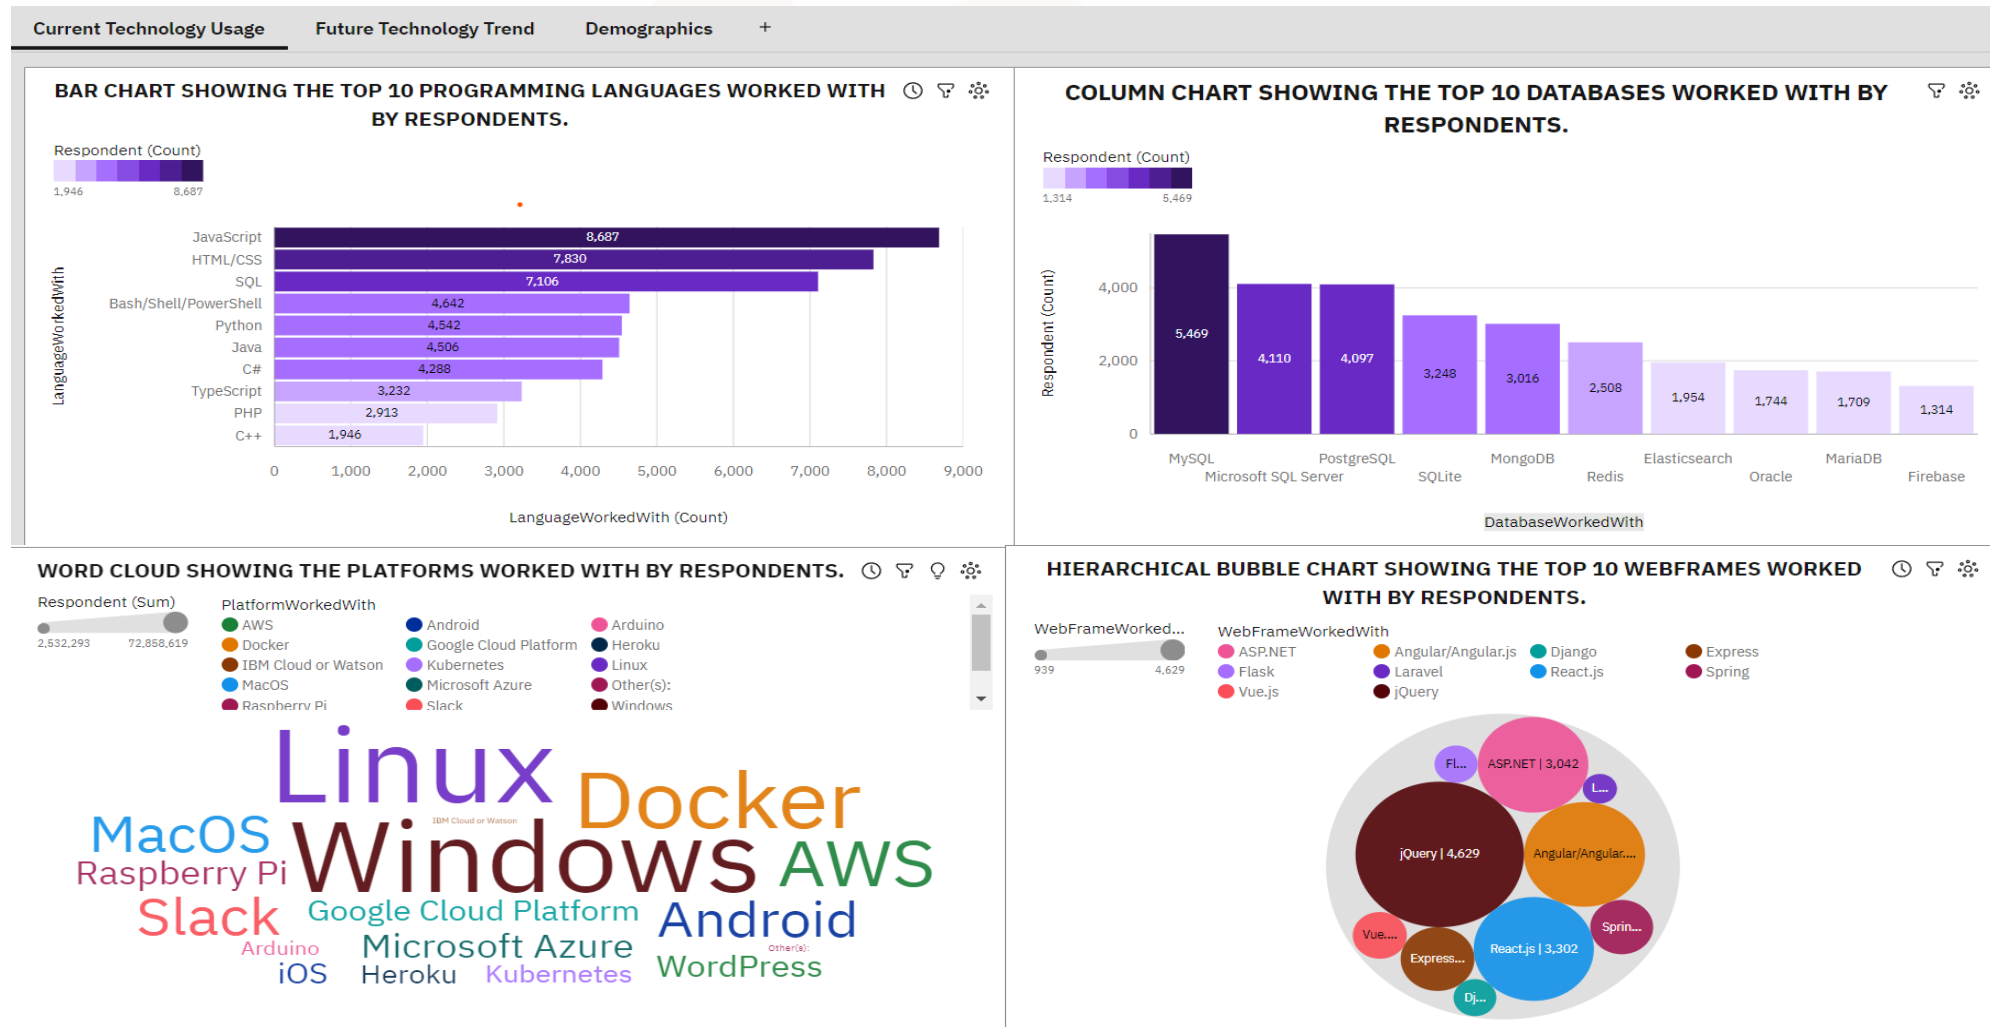 Current Technology Usage
Future Technology Trend
Demographics
+
BAR CHART SHOWING THE TOP 10 PROGRAMMING LANGUAGES WORKED WITH
BY RESPONDENTS.
Respondent (Count)
1,946 8,687
LanguageWorkedWith
JavaScript 8,687
HTML/CSS 7,830
SQL 7,106
Bash/Shell/PowerShell 4,642
Python 4,542
Java 4,506
C# 4,288
TypeScript 3,232
PHP 2,913
C++ 1,946
0 1,000 2,000 3,000 4,000 5,000 6,000 7,000 8,000 9,000
LanguageWorkedWith (Count)
COLUMN CHART SHOWING THE TOP 10 DATABASES WORKED WITH BY
RESPONDENTS.
Respondent (Count)
1,314 5,469
Respondent (Count)
4,000
2,000
0
5,469 4,110 4,097 3,248 3,016 2,508 1,954 1,744 1,709 1,314
MySQL PostgreSQL MongoDB Elasticsearch MariaDB
Microsoft SQL Server SQLite Redis Oracle Firebase
DatabaseWorkedWith
WORD CLOUD SHOWING THE PLATFORMS WORKED WITH BY RESPONDENTS.
Respondent (Sum)
2,532,293 72,858,619
PlatformWorkedWith
AWS Android Arduino
Docker Google Cloud Platform Heroku
IBM Cloud or Watson Kubernetes Linux
MacOS Microsoft Azure Other(s):
Raspberry Pi Slack Windows
Linux
Docker
MacOS
IBM Cloud or Watson
Windows
AWS
Raspberry Pi
Slack
Google Cloud Platform
Android
Arduino
Microsoft Azure
Other(s):
iOS
Heroku
Kubernetes
WordPress
HIERARCHICAL BUBBLE CHART SHOWING THE TOP 10 WEBFRAMES WORKED
WITH BY RESPONDENTS.
WebFrameWorked...
939 4,629
WebFrameWorkedWith
ASP.NET Angular/Angular.js Django Express
Flask Laravel React.js Spring
Vue.js jQuery
Fl...
ASP.NET | 3,042
L...
jQuery | 4,629
Angular/Angular....
Vue....
Express...
React.js | 3,302
Sprin...
Dj...